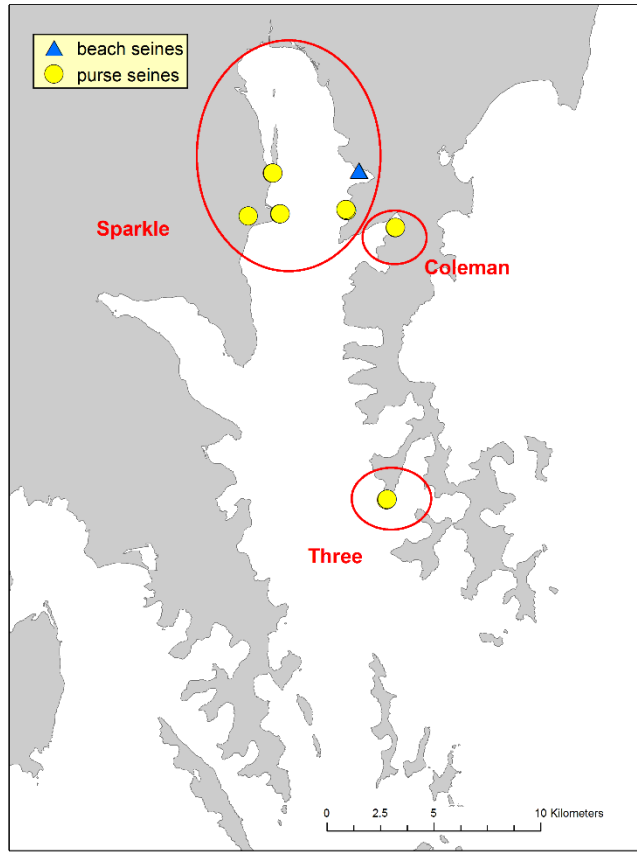 beach seines
purse seines
Sparkle
Coleman
Three
0 2.5 5 10 Kilometers